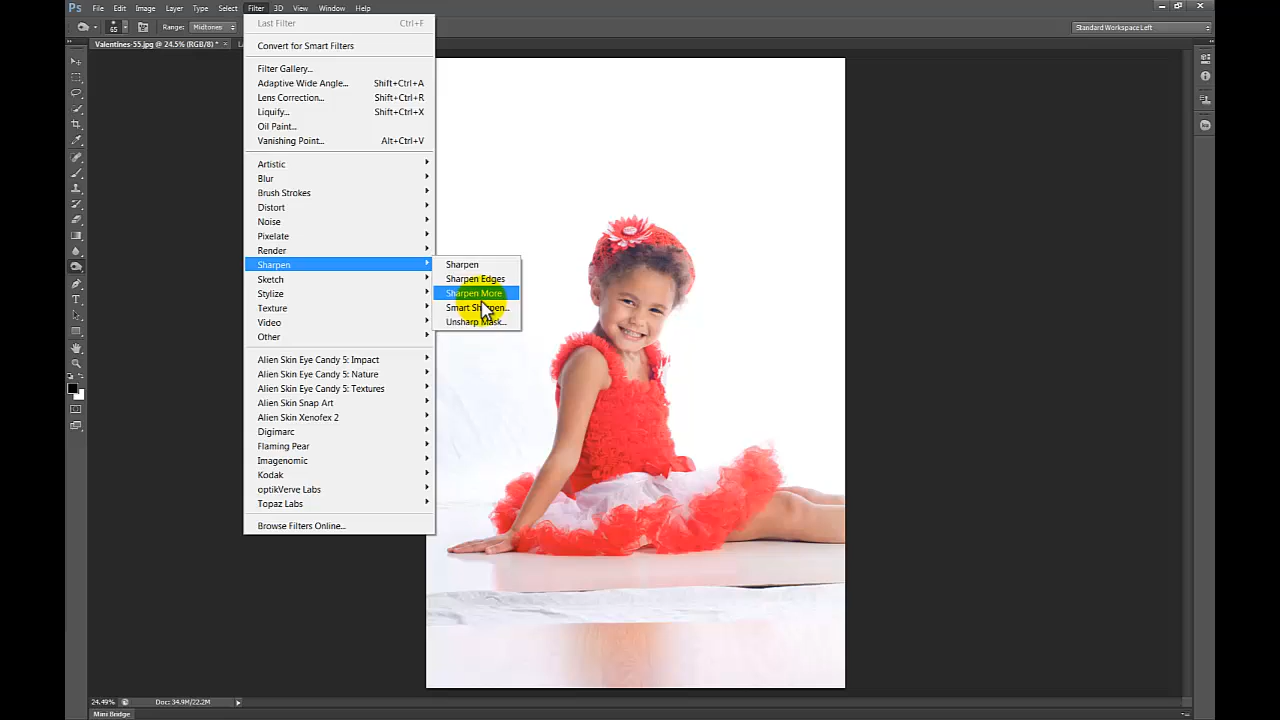 Ps File Edit Image Layer Type Select Filter 3D View Window Help
65 Range: Midtones Standard Workspace Left
Valentines-55.jpg @ 24.5% (RGB/8) * ×
Last Filter Ctrl+F
Convert for Smart Filters
Filter Gallery...
Adaptive Wide Angle... Shift+Ctrl+A
Lens Correction... Shift+Ctrl+R
Liquify... Shift+Ctrl+X
Oil Paint...
Vanishing Point... Alt+Ctrl+V
Artistic
Blur
Brush Strokes
Distort
Noise
Pixelate
Render
Sharpen
Sketch
Stylize
Texture
Video
Other
Sharpen
Sharpen Edges
Sharpen More
Smart Sharpen...
Unsharp Mask...
Alien Skin Eye Candy 5: Impact
Alien Skin Eye Candy 5: Nature
Alien Skin Eye Candy 5: Textures
Alien Skin Snap Art
Alien Skin Xenofex 2
Digimarc
Flaming Pear
Imagenomic
Kodak
optikVerve Labs
Topaz Labs
Browse Filters Online...
24.49% Doc: 34.9M/22.2M
Mini Bridge